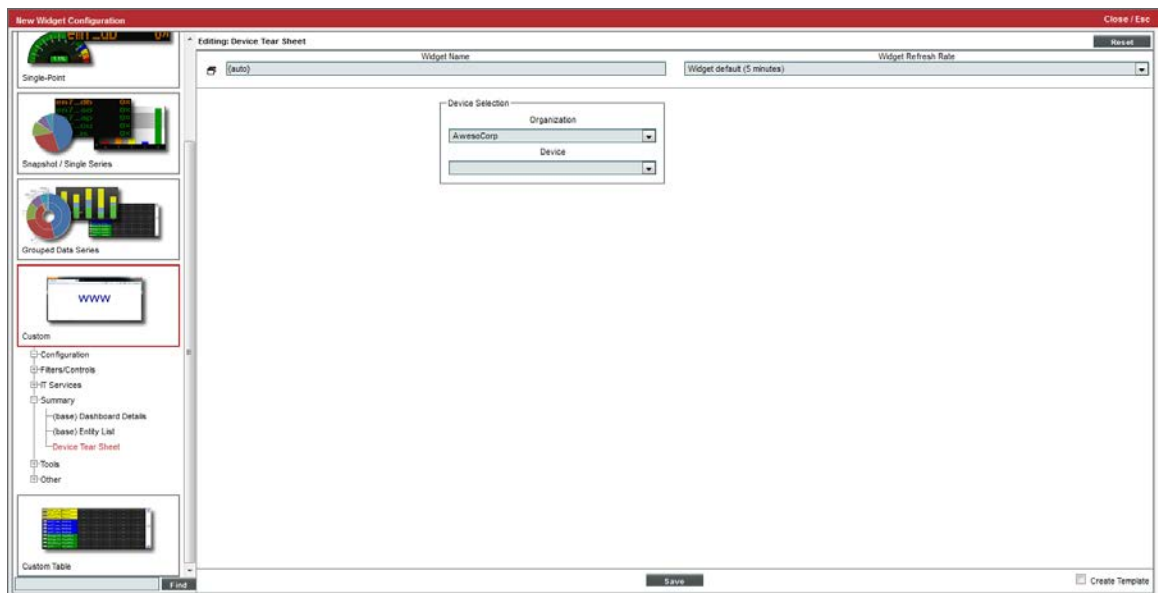 New Widget Configuration
Close / Esc
Single-Point
Snapshot / Single Series
Grouped Data Series
www
Custom
Configuration
Filters/Controls
IT Services
Summary
(base) Dashboard Details
(base) Entity List
Device Tear Sheet
Tools
Other
Custom Table
Find
Editing: Device Tear Sheet
Reset
Widget Name
Widget Refresh Rate
(auto)
Widget default (5 minutes)
Device Selection
Organization
AwesoCorp
Device
Save
Create Template